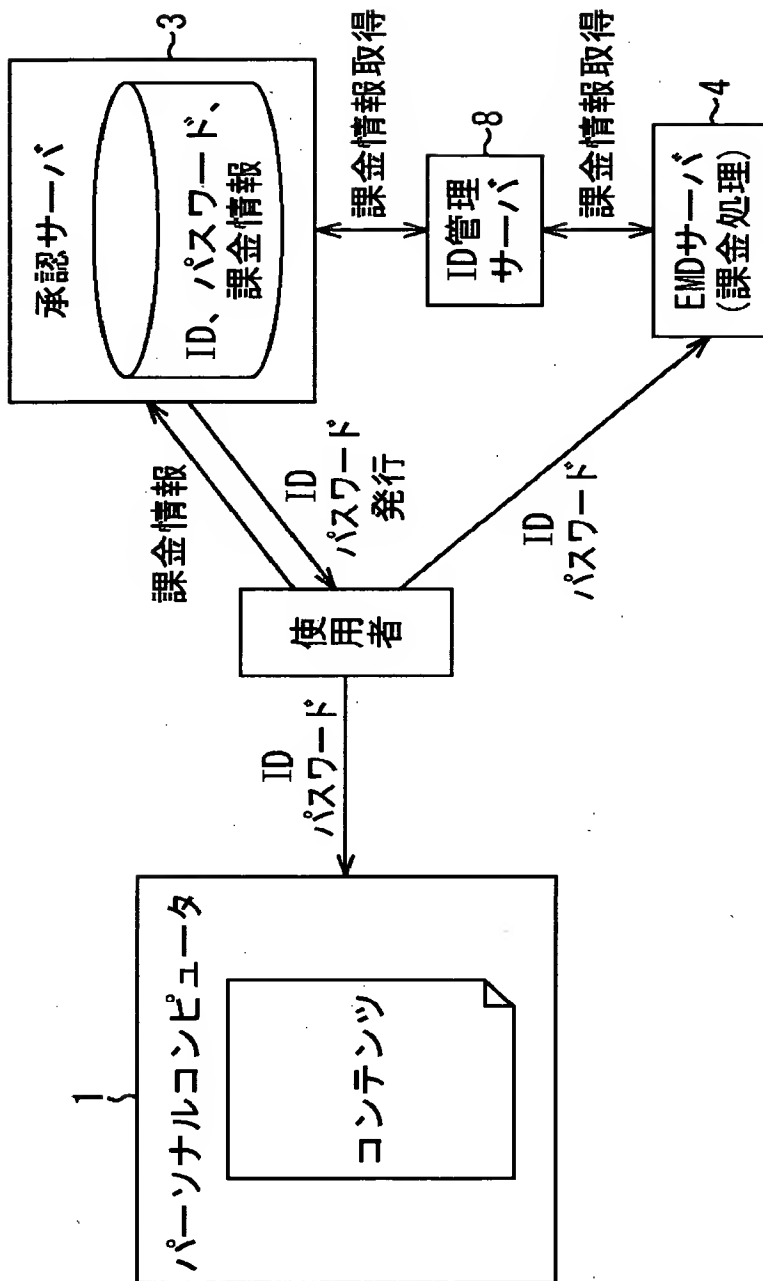 1
パーソナルコンピュータ
コンテンツ
ID
パスワード
使用者
課金情報
ID
パスワード
発行
ID
パスワード
承認サーバ
3
ID、パスワード、
課金情報
課金情報取得
ID管理
サーバ
8
課金情報取得
EMDサーバ
(課金処理)
4